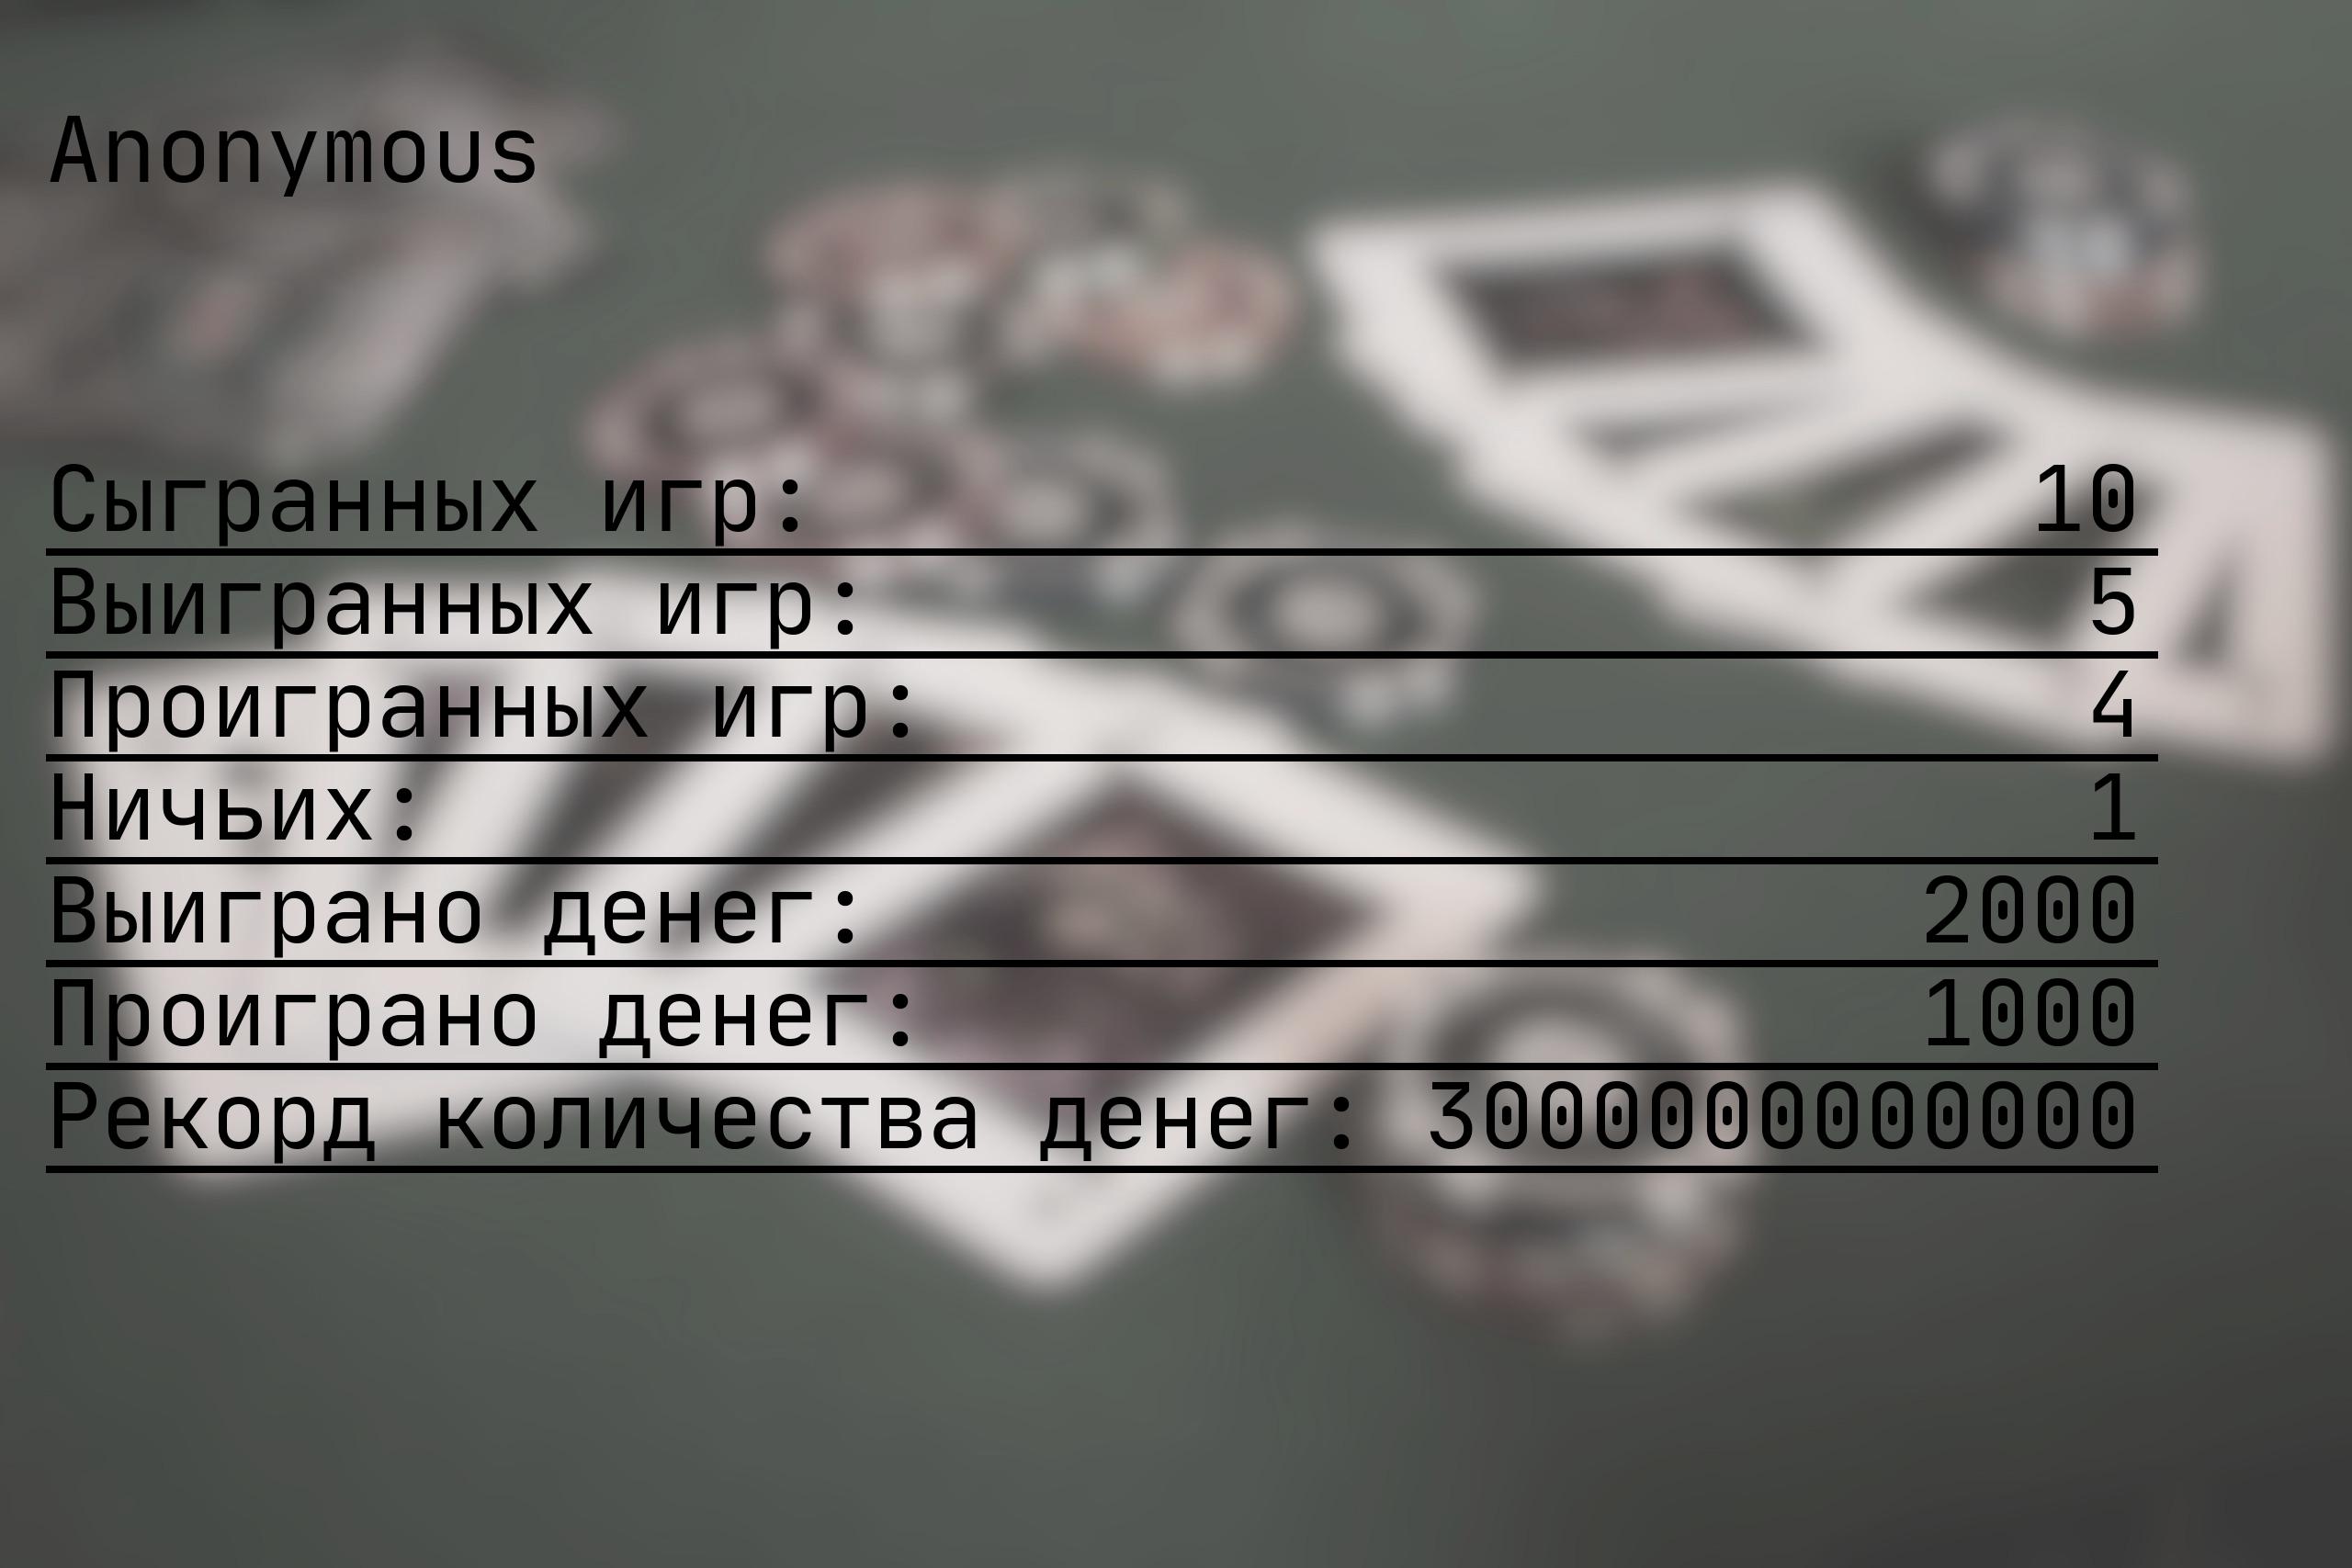 Anonymous
Сыгранных игр: 10
Выигранных игр: 5
Проигранных игр: 4
Ничьих: 1
Выиграно денег: 2000
Проиграно денег: 1000
Рекорд количества денег: 3000000000000